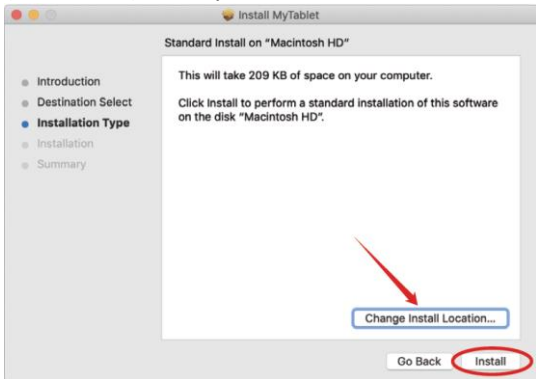 Install MyTablet
Standard Install on "Macintosh HD"
Introduction
Destination Select
Installation Type
Installation
Summary
This will take 209 KB of space on your computer.
Click Install to perform a standard installation of this software
on the disk "Macintosh HD".
Change Install Location...
Go Back
Install